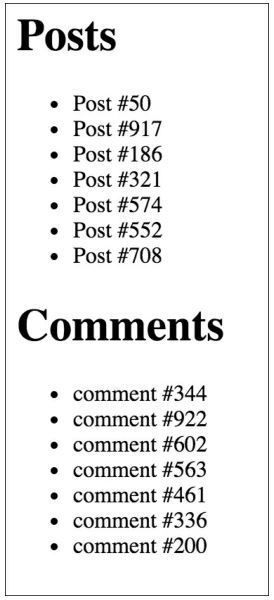 Posts
Post #50
Post #917
Post #186
Post #321
Post #574
Post #552
Post #708
Comments
comment #344
comment #922
comment #602
comment #563
comment #461
comment #336
comment #200